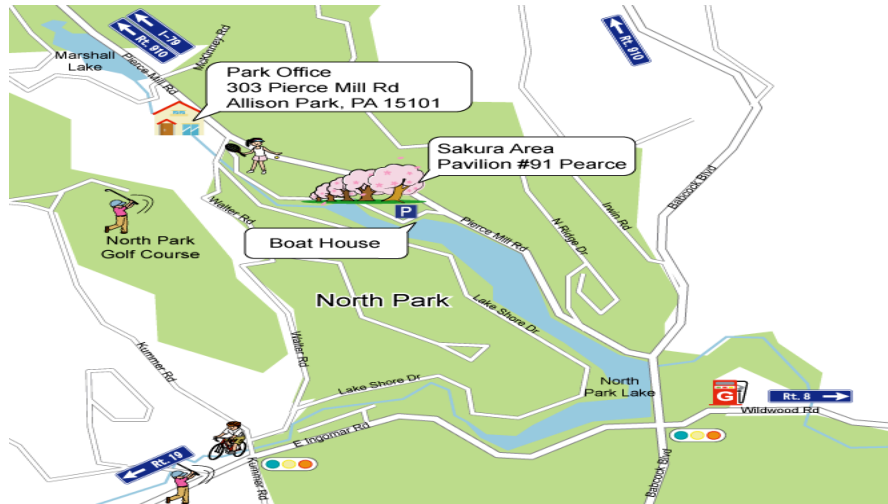 I-79
Rt. 910
Rt. 910
McKinney Rd
Marshall
Lake
Pierce Mill Rd
Park Office
303 Pierce Mill Rd
Allison Park, PA 15101
Sakura Area
Pavilion #91 Pearce
Babcock Blvd
Walter Rd
P
Irwin Rd
N Ridge Dr
Pierce Mill Rd
North Park
Golf Course
Boat House
North Park
Lake Shore Dr
Walter Rd
Kummer Rd
Lake Shore Dr
North
Park Lake
G
Rt. 8
Wildwood Rd
E Ingomar Rd
Rt. 19
Kummer Rd
Babcock Blvd